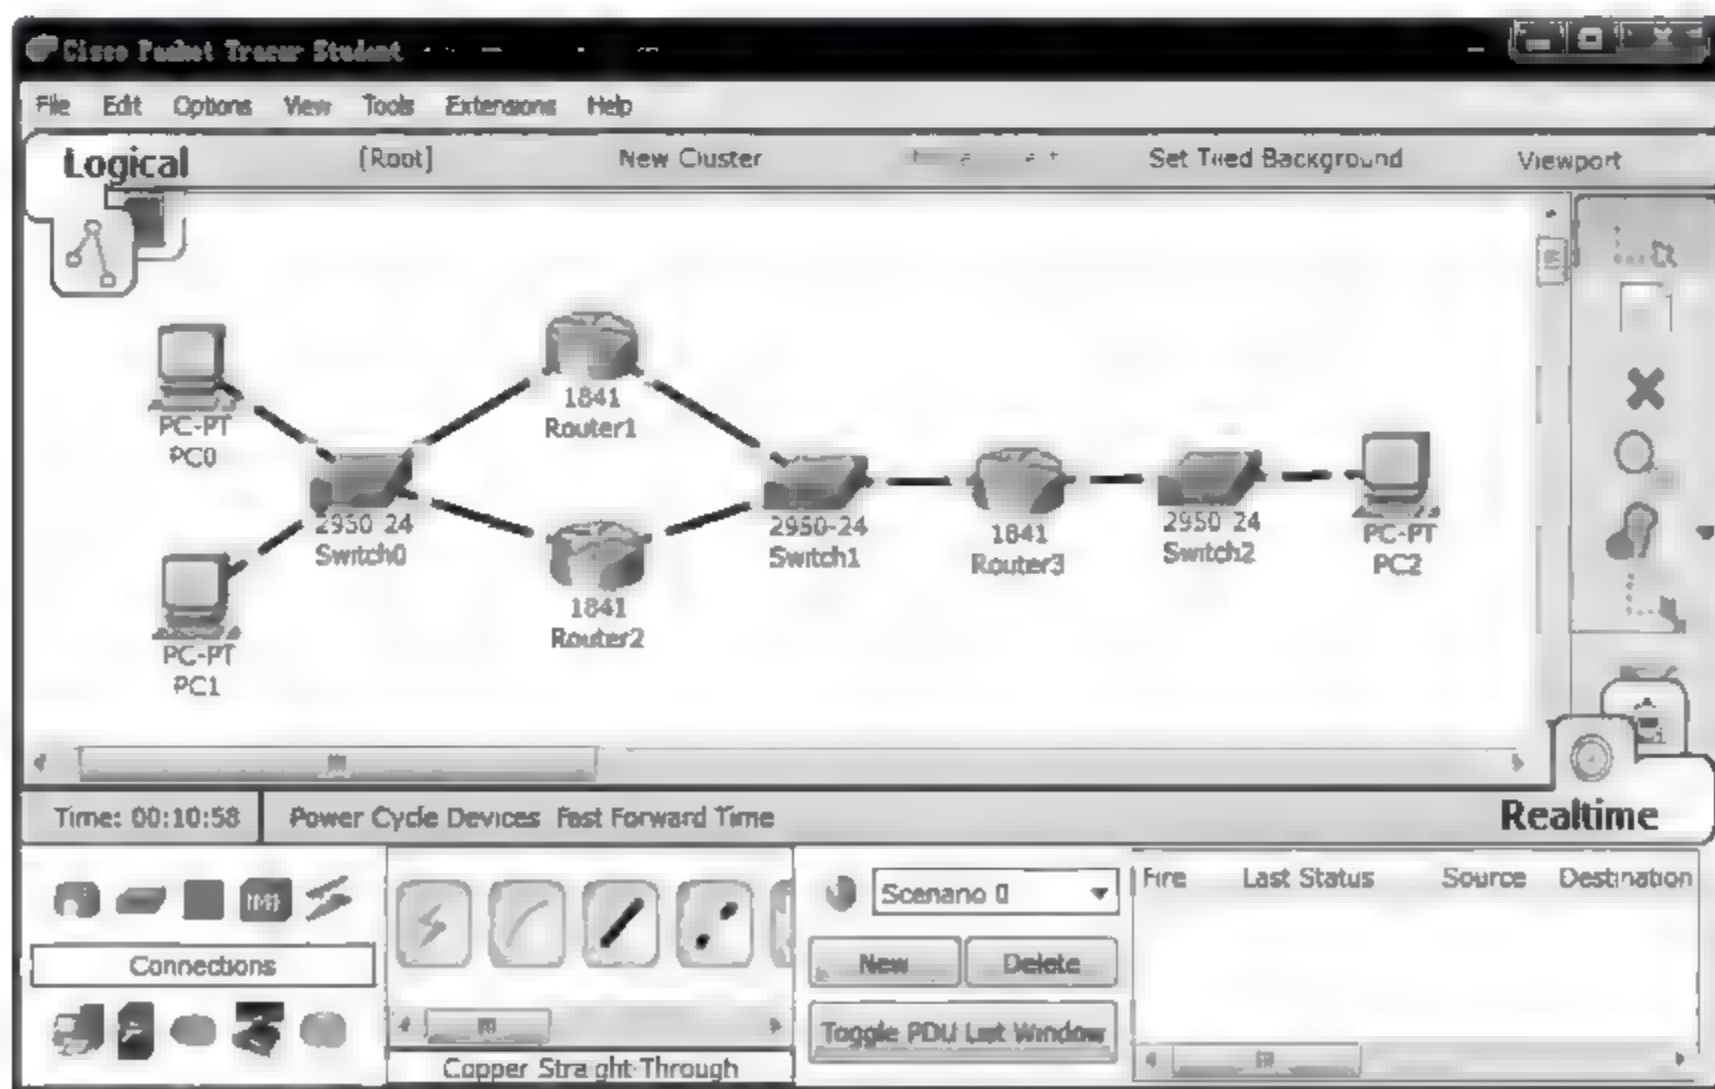 Cisco Packet Tracer Student
File Edit Options View Tools Extensions Help
Logical [Root] New Cluster Set Tiled Background Viewport
PC-PT
PC0
1841
Router1
2950-24
Switch0
2950-24
Switch1
1841
Router3
2950-24
Switch2
PC-PT
PC2
1841
Router2
PC-PT
PC1
Time: 00:10:58 Power Cycle Devices Fast Forward Time Realtime
Connections
Copper Straight-Through
Scenario 0
New Delete
Toggle PDU List Window
Fire Last Status Source Destination